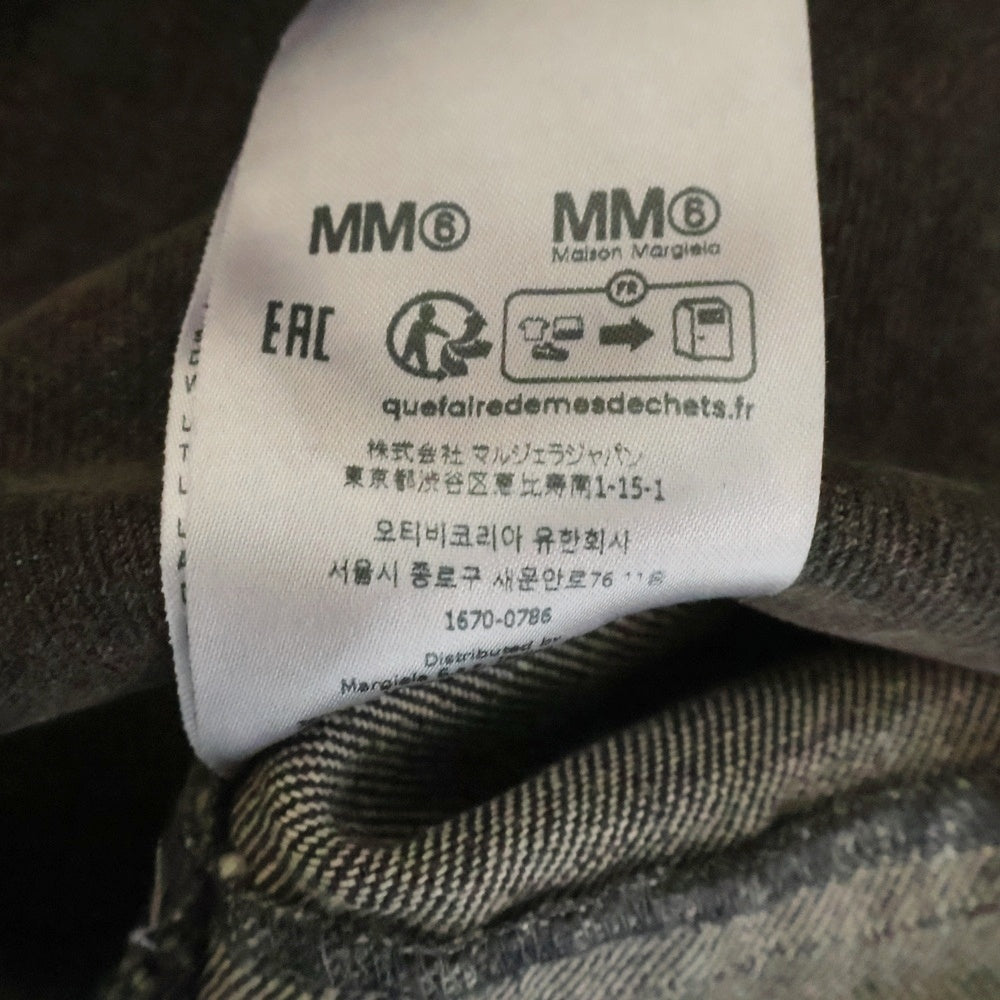 MM⑥
MM⑥
Maison Margiela
EAC
FR
quefairedemesdechets.fr
株式会社 マルジェラジャパン
東京都渋谷区恵比寿南1-15-1
오티비코리아 유한회사
서울시 종로구 새문안로76
1670-0786
Distributed by